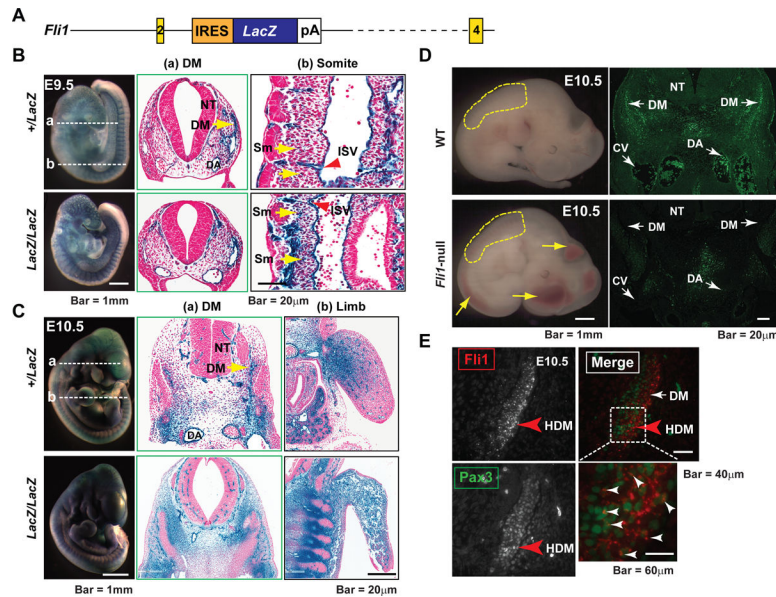 A
Fli1
2
IRES
LacZ
pA
4
B
(a) DM
(b) Somite
E9.5
+/LacZ
a
b
NT
DM
DA
Sm
ISV
LacZ/LacZ
Sm
ISV
Sm
Bar = 1mm
Bar = 20μm
C
(a) DM
(b) Limb
E10.5
+/LacZ
a
b
NT
DM
DA
LacZ/LacZ
Bar = 1mm
Bar = 20μm
D
E10.5
WT
NT
DM
DM
CV
DA
E10.5
Fli1-null
NT
DM
DM
CV
DA
Bar = 1mm
Bar = 20μm
E
Fli1
E10.5
HDM
Merge
DM
HDM
Bar = 40μm
Pax3
HDM
Bar = 60μm